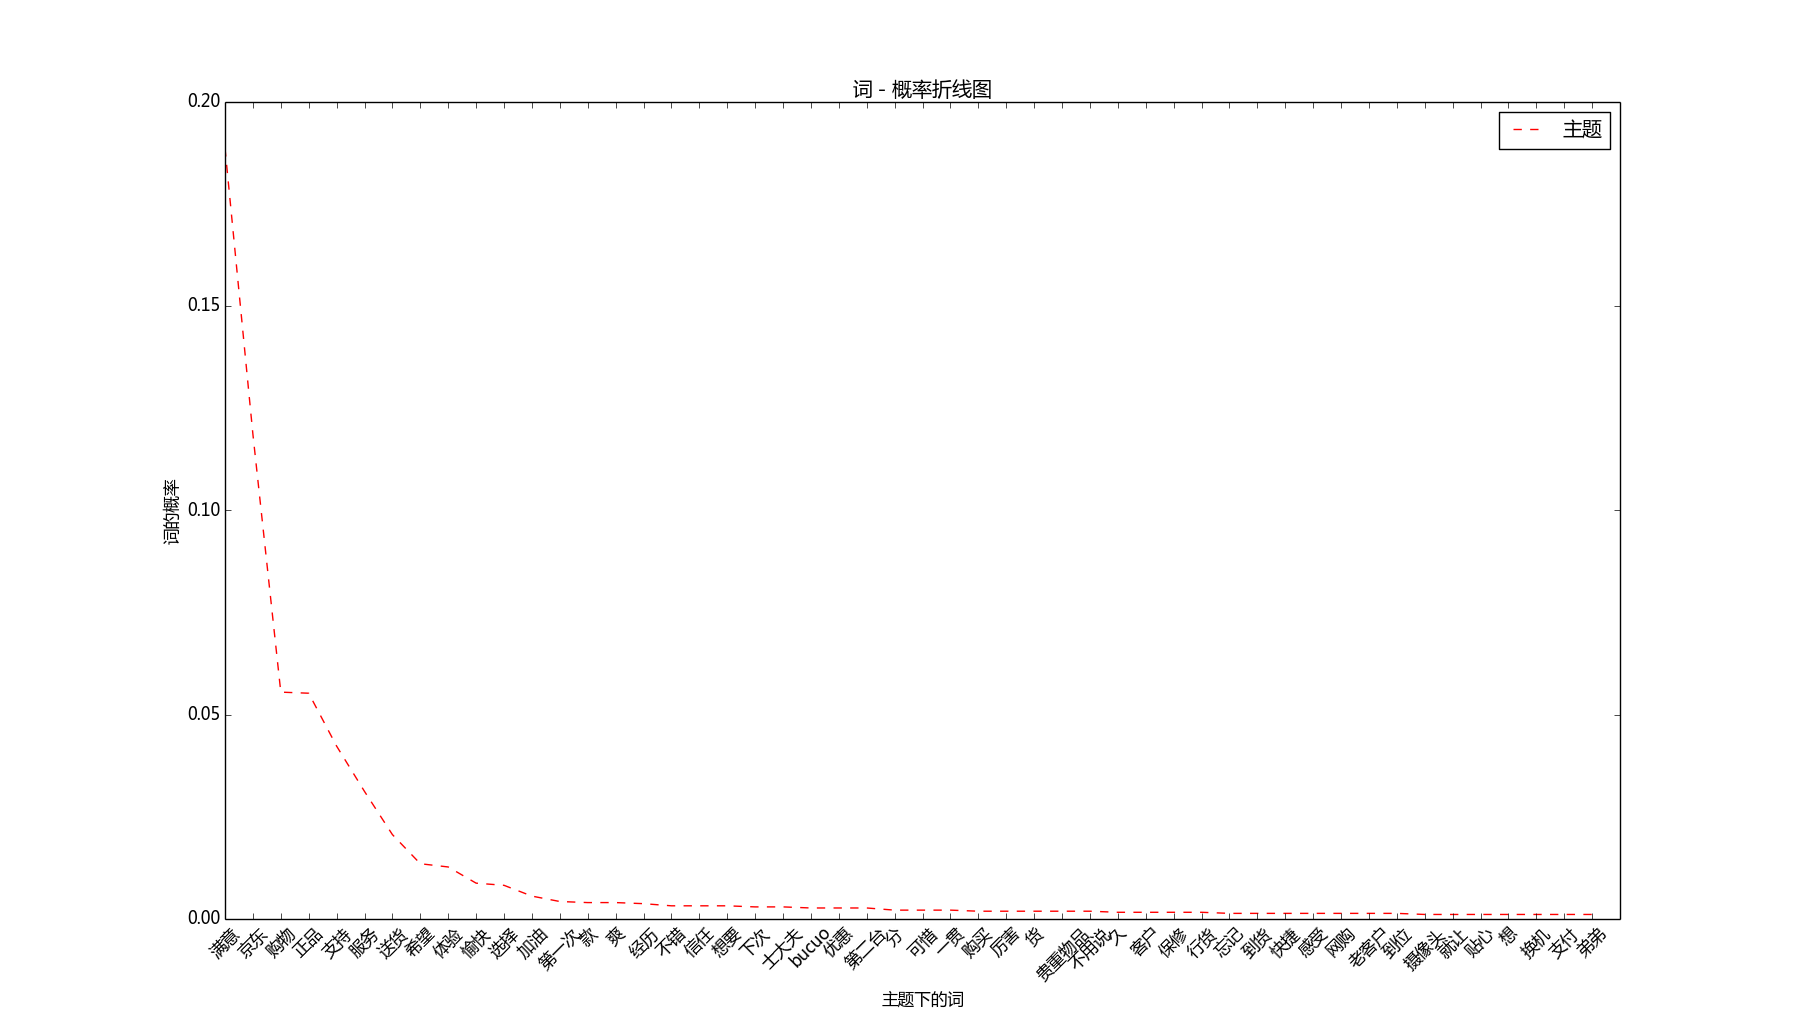 词 - 概率折线图
主题
0.20
0.15
0.10
0.05
0.00
词的概率
满意
京东
购物
正品
支持
服务
送货
希望
体验
愉快
选择
加油
第一次
款
爽
经历
不错
信任
想要
下次
士大夫
bucuo
优惠
第二台
分
可惜
一贯
购买
厉害
货
贵重物品
不用说
久
客户
保修
行货
忘记
到货
快捷
感受
网购
老客户
到位
摄像头
就让
贴心
想
换机
支付
弟弟
主题下的词